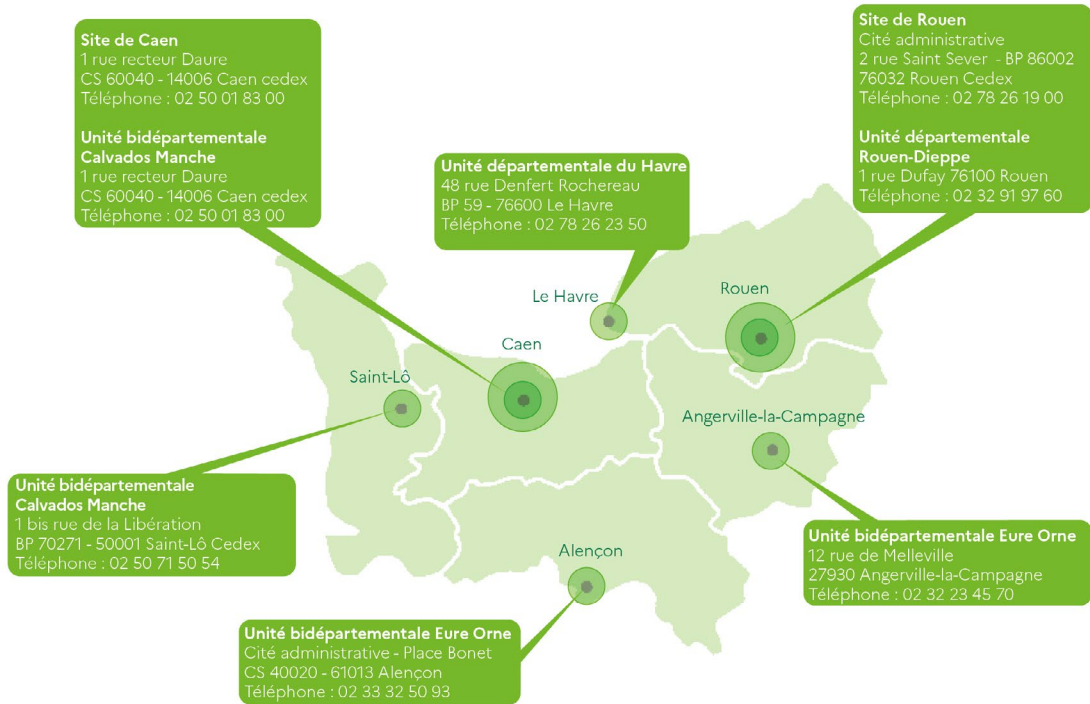 Site de Caen
1 rue recteur Daure
CS 60040 - 14006 Caen cedex
Téléphone : 02 50 01 83 00
Unité bidépartementale
Calvados Manche
1 rue recteur Daure
CS 60040 - 14006 Caen cedex
Téléphone : 02 50 01 83 00
Unité départementale du Havre
48 rue Denfert Rochereau
BP 59 - 76600 Le Havre
Téléphone : 02 78 26 23 50
Site de Rouen
Cité administrative
2 rue Saint Sever - BP 86002
76032 Rouen Cedex
Téléphone : 02 78 26 19 00
Unité départementale
Rouen-Dieppe
1 rue Dufay 76100 Rouen
Téléphone : 02 32 91 97 60
Le Havre
Rouen
Caen
Saint-Lô
Angerville-la-Campagne
Alençon
Unité bidépartementale
Calvados Manche
1 bis rue de la Libération
BP 70271 - 50001 Saint-Lô Cedex
Téléphone : 02 50 71 50 54
Unité bidépartementale Eure Orne
12 rue de Melleville
27930 Angerville-la-Campagne
Téléphone : 02 32 23 45 70
Unité bidépartementale Eure Orne
Cité administrative - Place Bonet
CS 40020 - 61013 Alençon
Téléphone : 02 33 32 50 93